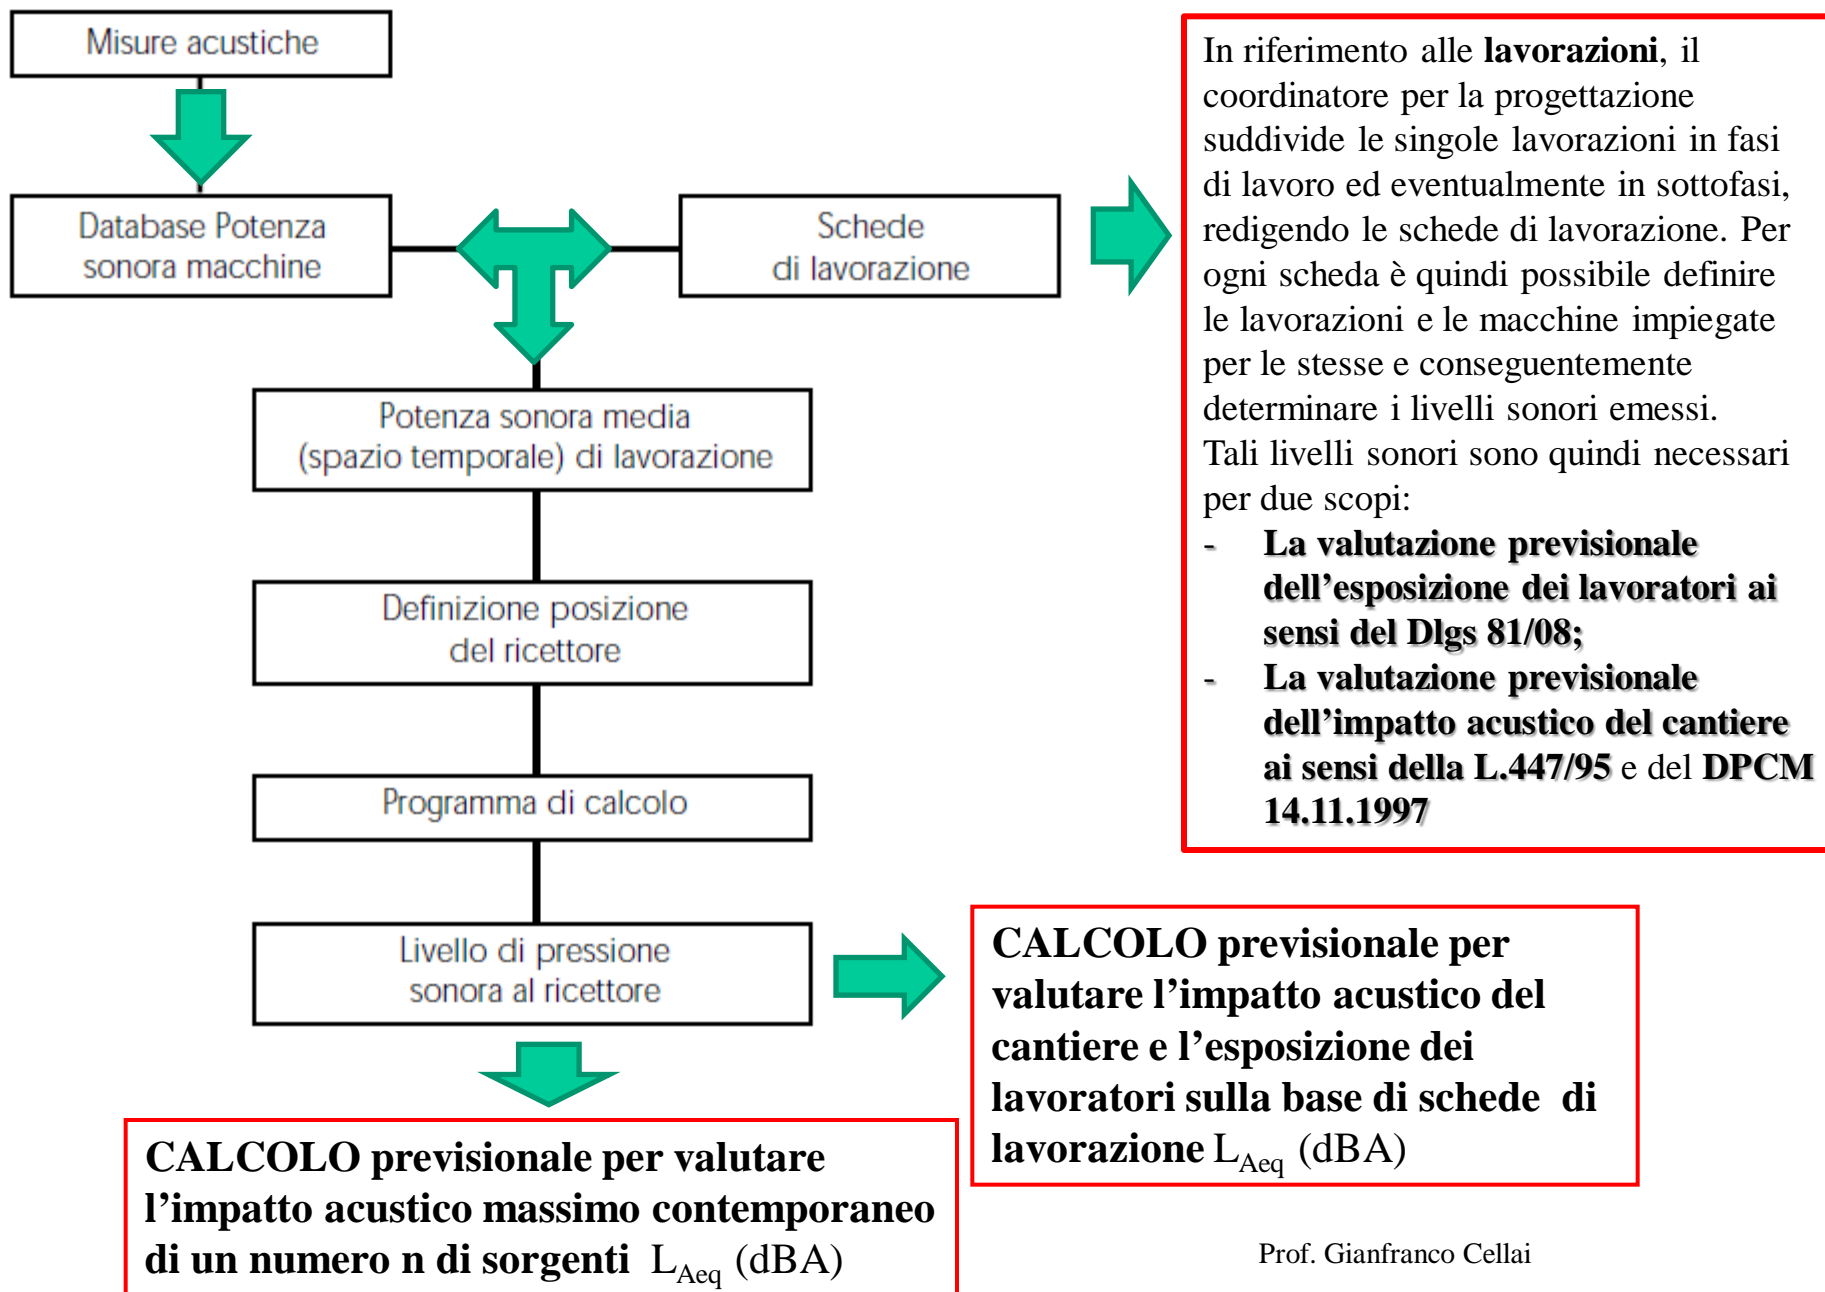 Misure acustiche
Database Potenza
sonora macchine
Schede
di lavorazione
Potenza sonora media
(spazio temporale) di lavorazione
Definizione posizione
del ricettore
Programma di calcolo
Livello di pressione
sonora al ricettore
In riferimento alle lavorazioni, il
coordinatore per la progettazione
suddivide le singole lavorazioni in fasi
di lavoro ed eventualmente in sottofasi,
redigendo le schede di lavorazione. Per
ogni scheda è quindi possibile definire
le lavorazioni e le macchine impiegate
per le stesse e conseguentemente
determinare i livelli sonori emessi.
Tali livelli sonori sono quindi necessari
per due scopi:
- La valutazione previsionale
dell’esposizione dei lavoratori ai
sensi del Dlgs 81/08;
- La valutazione previsionale
dell’impatto acustico del cantiere
ai sensi della L.447/95 e del DPCM
14.11.1997
CALCOLO previsionale per
valutare l’impatto acustico del
cantiere e l’esposizione dei
lavoratori sulla base di schede di
lavorazione LAeq (dBA)
CALCOLO previsionale per valutare
l’impatto acustico massimo contemporaneo
di un numero n di sorgenti LAeq (dBA)
Prof. Gianfranco Cellai